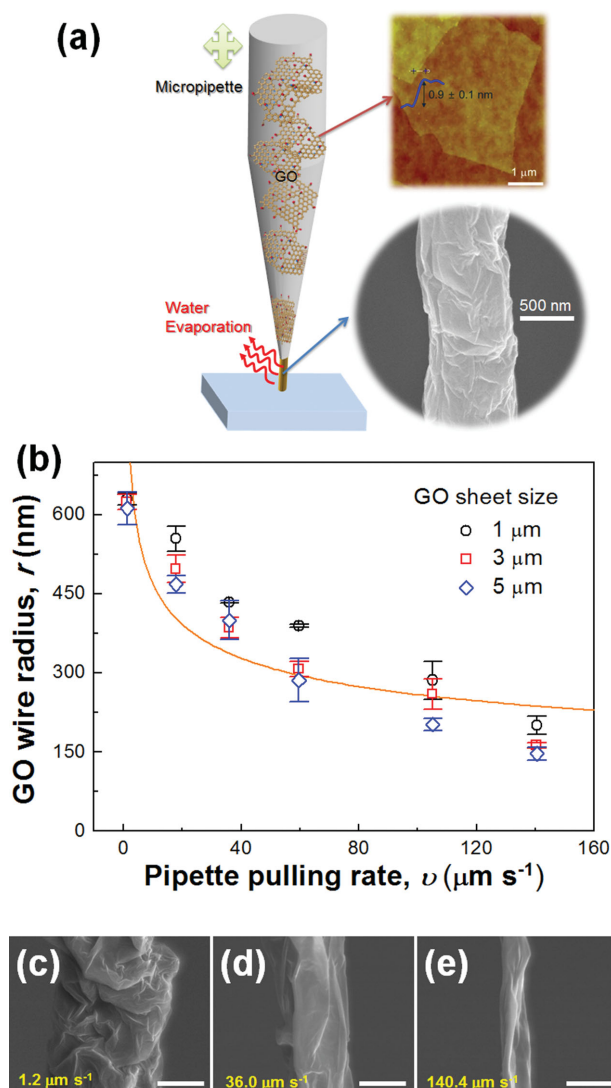 (a)
Micropipette
GO
0.9 ± 0.1 nm
1 μm
Water
Evaporation
500 nm
(b)
GO wire radius, r (nm)
600
450
300
150
0
GO sheet size
1 μm
3 μm
5 μm
0 40 80 120 160
Pipette pulling rate, υ (μm s⁻¹)
(c) (d) (e)
1.2 μm s⁻¹ 36.0 μm s⁻¹ 140.4 μm s⁻¹